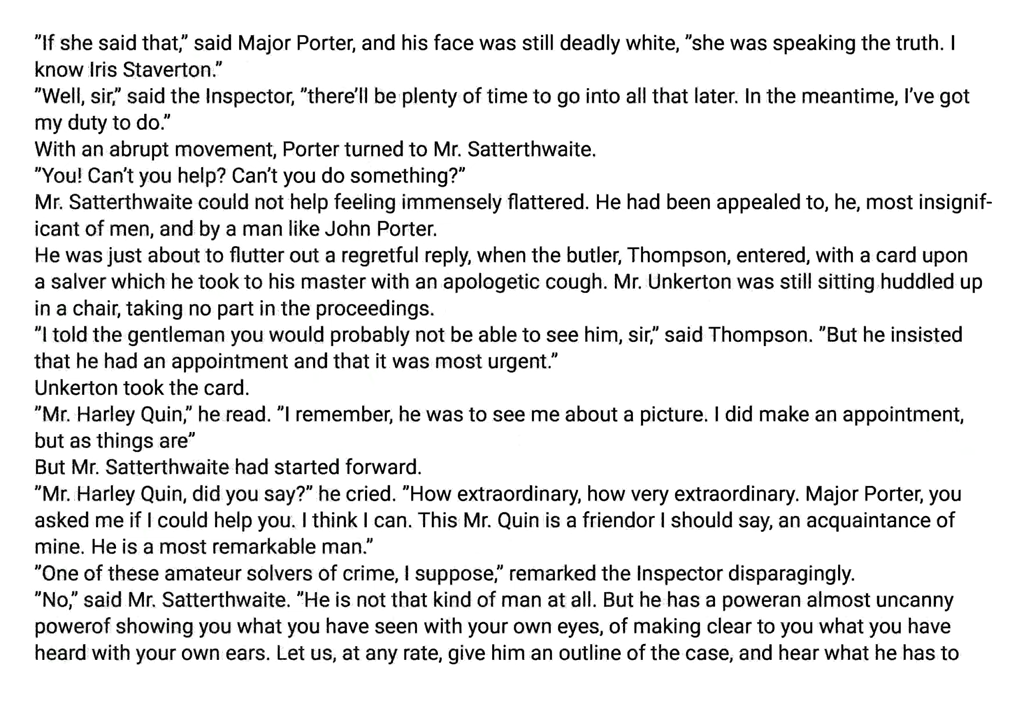 "If she said that," said Major Porter, and his face was still deadly white, "she was speaking the truth. I
know Iris Staverton."
"Well, sir," said the Inspector, "there'll be plenty of time to go into all that later. In the meantime, I've got
my duty to do."
With an abrupt movement, Porter turned to Mr. Satterthwaite.
"You! Can't you help? Can't you do something?"
Mr. Satterthwaite could not help feeling immensely flattered. He had been appealed to, he, most insignif-
icant of men, and by a man like John Porter.
He was just about to flutter out a regretful reply, when the butler, Thompson, entered, with a card upon
a salver which he took to his master with an apologetic cough. Mr. Unkerton was still sitting huddled up
in a chair, taking no part in the proceedings.
"I told the gentleman you would probably not be able to see him, sir," said Thompson. "But he insisted
that he had an appointment and that it was most urgent."
Unkerton took the card.
"Mr. Harley Quin," he read. "I remember, he was to see me about a picture. I did make an appointment,
but as things are"
But Mr. Satterthwaite had started forward.
"Mr. Harley Quin, did you say?" he cried. "How extraordinary, how very extraordinary. Major Porter, you
asked me if I could help you. I think I can. This Mr. Quin is a friendor I should say, an acquaintance of
mine. He is a most remarkable man."
"One of these amateur solvers of crime, I suppose," remarked the Inspector disparagingly.
"No," said Mr. Satterthwaite. "He is not that kind of man at all. But he has a poweran almost uncanny
powerof showing you what you have seen with your own eyes, of making clear to you what you have
heard with your own ears. Let us, at any rate, give him an outline of the case, and hear what he has to